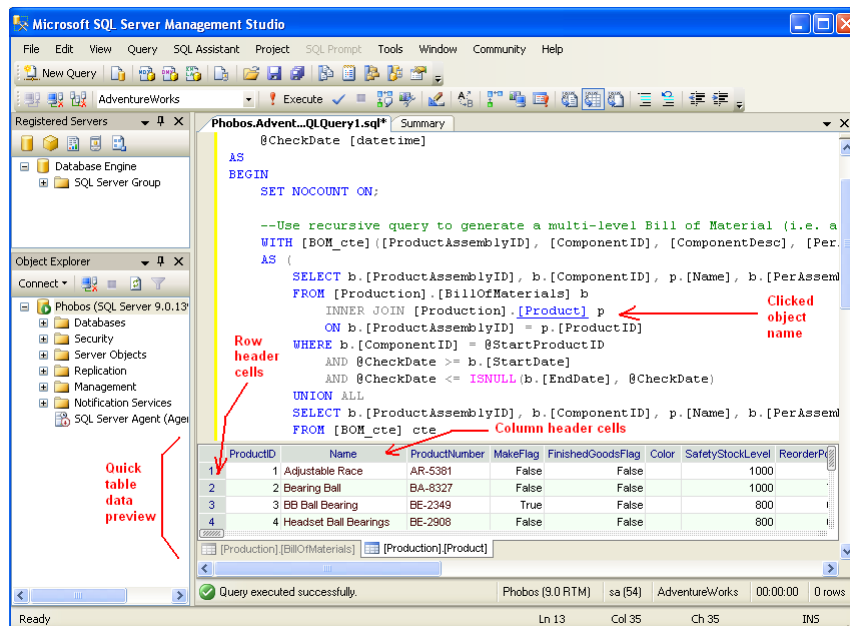 Microsoft SQL Server Management Studio
File Edit View Query SQL Assistant Project SQL Prompt Tools Window Community Help
New Query
AdventureWorks Execute
Registered Servers
Database Engine
SQL Server Group
Object Explorer
Connect
Phobos (SQL Server 9.0.13
Databases
Security
Server Objects
Replication
Management
Notification Services
SQL Server Agent (Agen
Phobos.Advent...QLQuery1.sql* Summary
@CheckDate [datetime]
AS
BEGIN
SET NOCOUNT ON;
--Use recursive query to generate a multi-level Bill of Material (i.e. a
WITH [BOM_cte]([ProductAssemblyID], [ComponentID], [ComponentDesc], [Per
AS (
SELECT b.[ProductAssemblyID], b.[ComponentID], p.[Name], b.[PerAssem
FROM [Production].[BillOfMaterials] b
INNER JOIN [Production].[Product] p
ON b.[ProductAssemblyID] = p.[ProductID]
WHERE b.[ComponentID] = @StartProductID
AND @CheckDate >= b.[StartDate]
AND @CheckDate <= ISNULL(b.[EndDate], @CheckDate)
UNION ALL
SELECT b.[ProductAssemblyID], b.[ComponentID], p.[Name], b.[PerAssem
FROM [BOM_cte] cte
Clicked
object
name
Row
header
cells
Column header cells
Quick
table
data
preview
ProductID Name ProductNumber MakeFlag FinishedGoodsFlag Color SafetyStockLevel ReorderPo
1 1 Adjustable Race AR-5381 False False 1000
2 2 Bearing Ball BA-8327 False False 1000
3 3 BB Ball Bearing BE-2349 True False 800
4 4 Headset Ball Bearings BE-2908 False False 800
[Production].[BillOfMaterials] [Production].[Product]
Query executed successfully. Phobos (9.0 RTM) sa (54) AdventureWorks 00:00:00 0 rows
Ready Ln 13 Col 35 Ch 35 INS